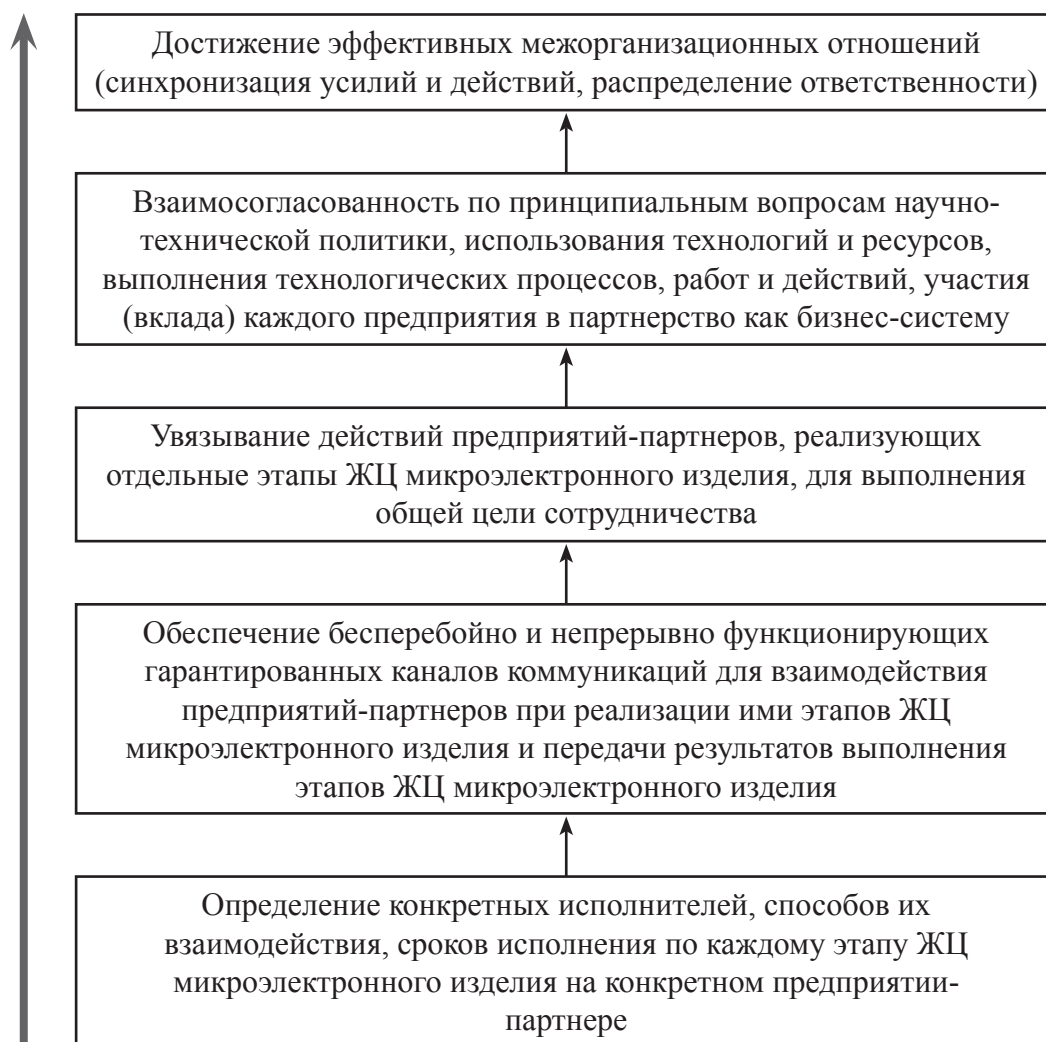 Достижение эффективных межорганизационных отношений
(синхронизация усилий и действий, распределение ответственности)
Взаимосогласованность по принципиальным вопросам научно-
технической политики, использования технологий и ресурсов,
выполнения технологических процессов, работ и действий, участия
(вклада) каждого предприятия в партнерство как бизнес-систему
Увязывание действий предприятий-партнеров, реализующих
отдельные этапы ЖЦ микроэлектронного изделия, для выполнения
общей цели сотрудничества
Обеспечение бесперебойно и непрерывно функционирующих
гарантированных каналов коммуникаций для взаимодействия
предприятий-партнеров при реализации ими этапов ЖЦ
микроэлектронного изделия и передачи результатов выполнения
этапов ЖЦ микроэлектронного изделия
Определение конкретных исполнителей, способов их
взаимодействия, сроков исполнения по каждому этапу ЖЦ
микроэлектронного изделия на конкретном предприятии-
партнере